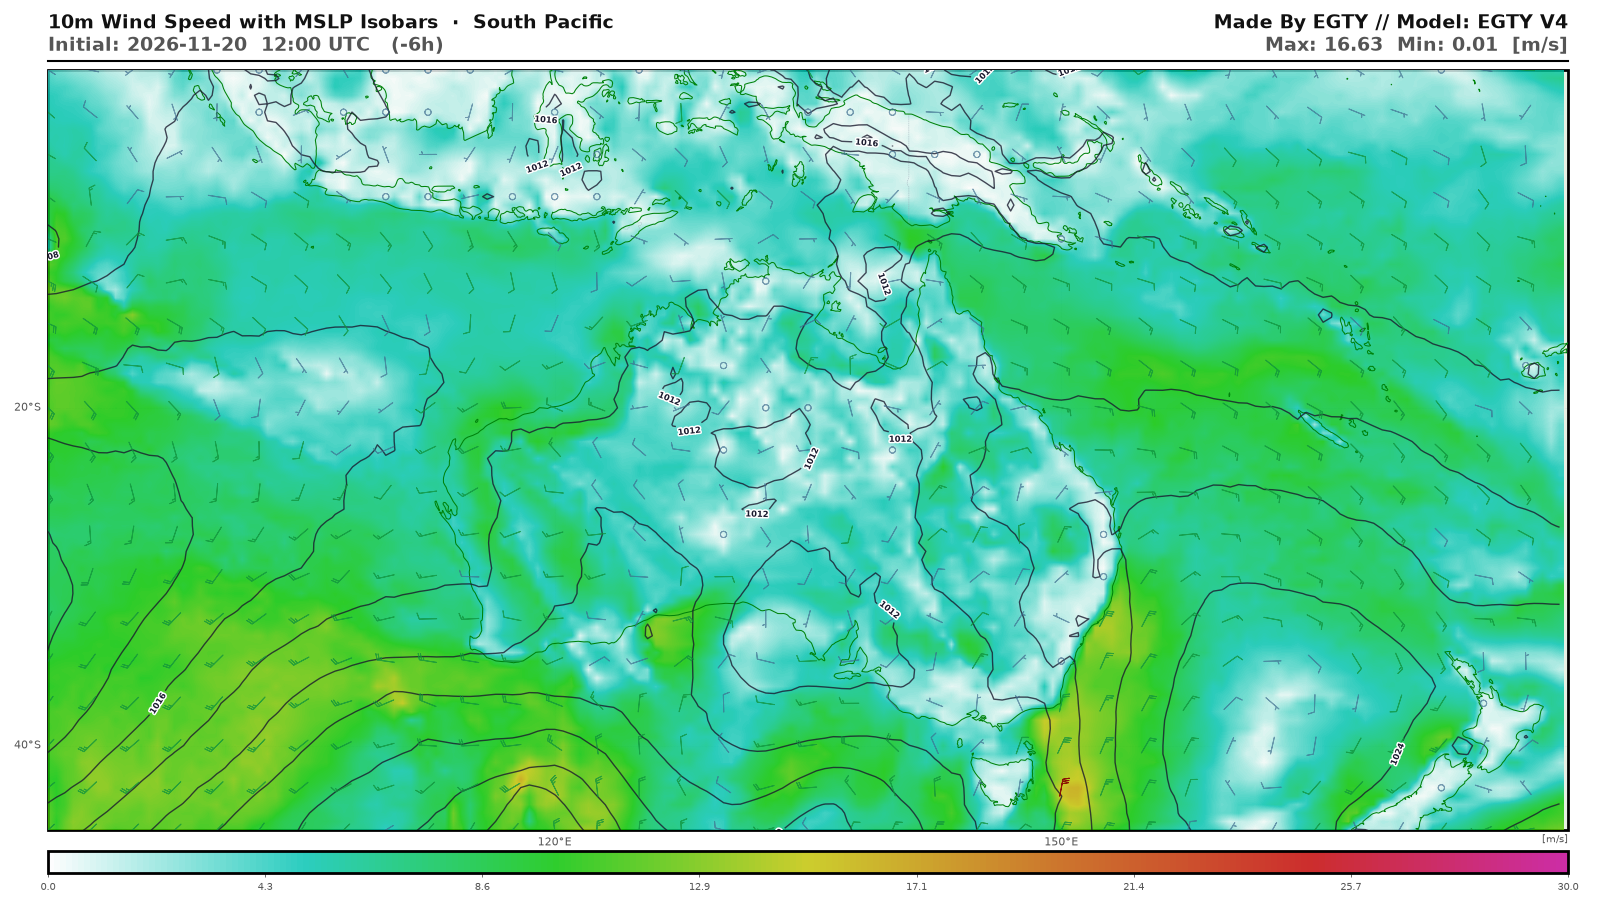 10m Wind Speed with MSLP Isobars · South Pacific
Made By EGTY // Model: EGTY V4
Initial: 2026-11-20 12:00 UTC (-6h)
Max: 16.63 Min: 0.01 [m/s]
1016
1016
1012
1012
08
1012
1012
1012
1012
1012
1012
1012
1016
1024
20°S
40°S
120°E
150°E
[m/s]
0.0
4.3
8.6
12.9
17.1
21.4
25.7
30.0